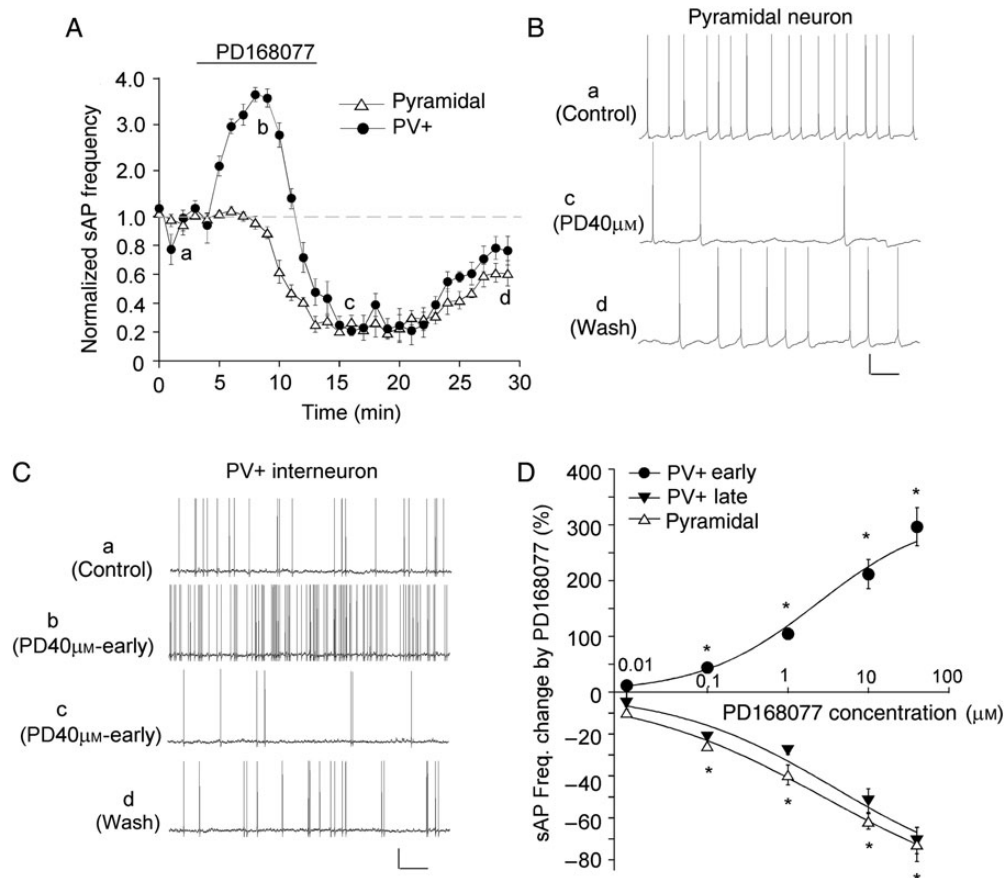 A
PD168077
Normalized sAP frequency
4.0
3.0
2.0
1.0
0.8
0.6
0.4
0.2
0
Pyramidal
PV+
a
b
c
d
0 5 10 15 20 25 30
Time (min)
B
Pyramidal neuron
a
(Control)
c
(PD40µM)
d
(Wash)
C
PV+ interneuron
a
(Control)
b
(PD40µM-early)
c
(PD40µM-early)
d
(Wash)
D
sAP Freq. change by PD168077 (%)
400
300
200
100
0
−20
−40
−60
−80
PV+ early
PV+ late
Pyramidal
*
*
*
*
0.01 0.1 1 10 100
PD168077 concentration (µM)
*
*
*
*